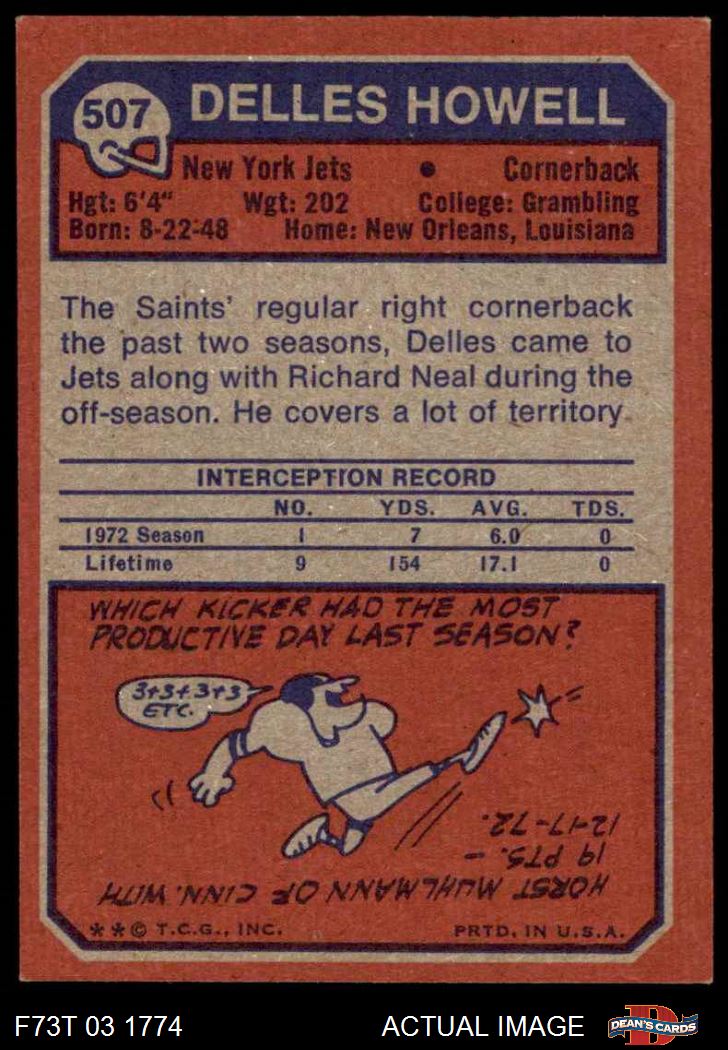 507 DELLES HOWELL
New York Jets • Cornerback
Hgt: 6'4" Wgt: 202 College: Grambling
Born: 8-22-48 Home: New Orleans, Louisiana
The Saints' regular right cornerback
the past two seasons, Delles came to
Jets along with Richard Neal during the
off-season. He covers a lot of territory.
INTERCEPTION RECORD
NO. YDS. AVG. TDS.
1972 Season 1 7 6.0 0
Lifetime 9 154 17.1 0
WHICH KICKER HAD THE MOST
PRODUCTIVE DAY LAST SEASON?
3+3+3+3
ETC.
HORST MUHLMANN OF CINN. WITH
19 PTS. –
12-17-72.
**© T.C.G., INC. PRTD. IN U.S.A.
F73T 03 1774 ACTUAL IMAGE D DEAN'S CARDS